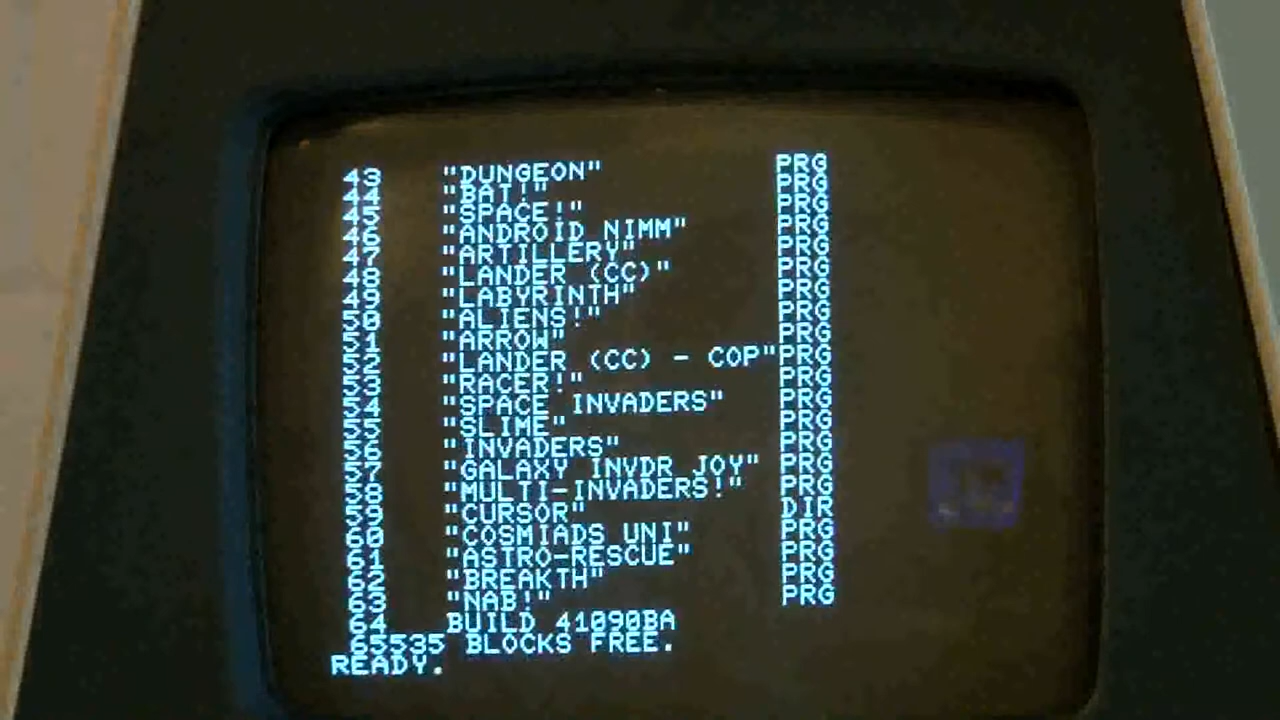 43 "DUNGEON" PRG
44 "BAT!" PRG
45 "SPACE!" PRG
46 "ANDROID NIMM" PRG
47 "ARTILLERY" PRG
48 "LANDER (CC)" PRG
49 "LABYRINTH" PRG
50 "ALIENS!" PRG
51 "ARROW" PRG
52 "LANDER (CC) - COP"PRG
53 "RACER!" PRG
54 "SPACE INVADERS" PRG
55 "SLIME" PRG
56 "INVADERS" PRG
57 "GALAXY INVDR JOY" PRG
58 "MULTI-INVADERS!" PRG
59 "CURSOR" DIR
60 "COSMIADS UNI" PRG
61 "ASTRO-RESCUE" PRG
62 "BREAKTH" PRG
63 "NAB!" PRG
64 BUILD 41090BA
65535 BLOCKS FREE.
READY.